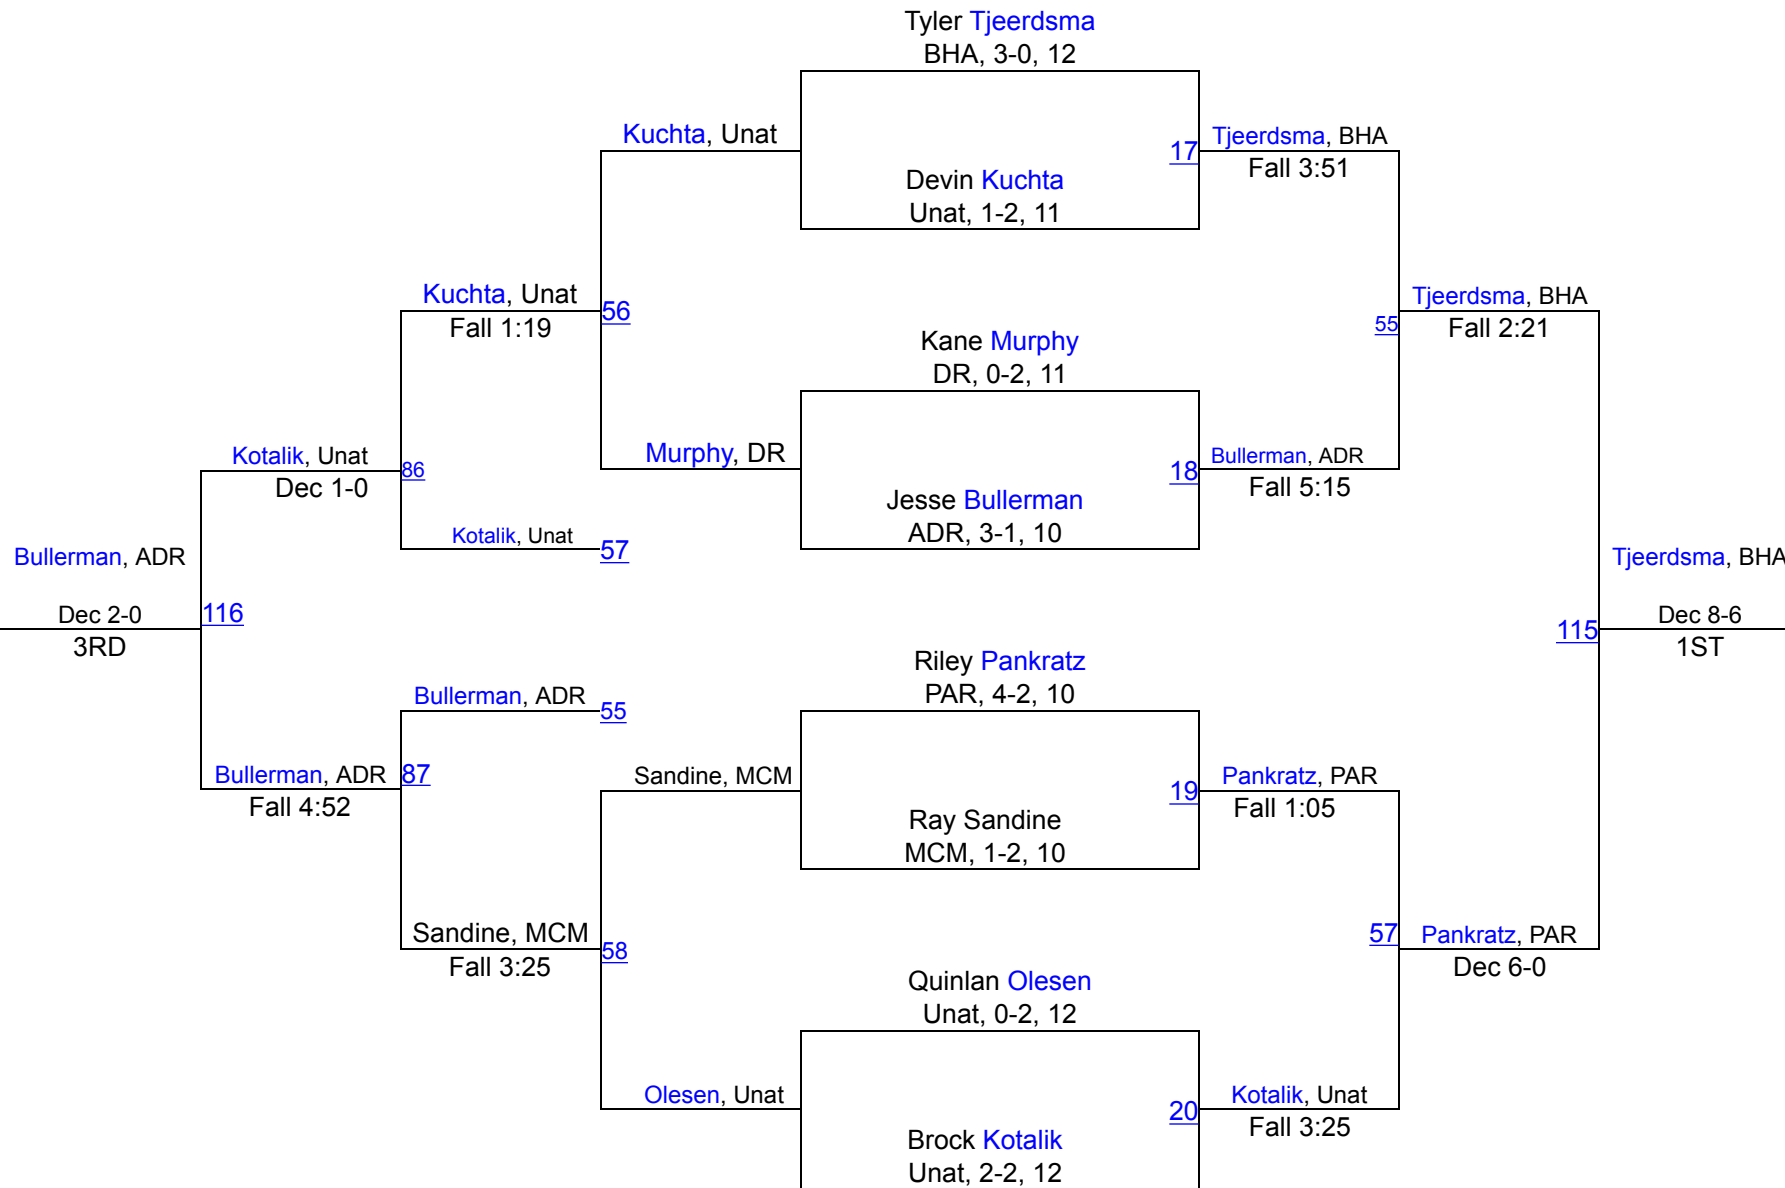 Tyler Tjeerdsma
BHA, 3-0, 12
Kuchta, Unat
17
Tjeerdsma, BHA
Fall 3:51
Devin Kuchta
Unat, 1-2, 11
Kuchta, Unat
Fall 1:19
56
Tjeerdsma, BHA
Fall 2:21
55
Kane Murphy
DR, 0-2, 11
Kotalik, Unat
Dec 1-0
86
Murphy, DR
18
Bullerman, ADR
Fall 5:15
Jesse Bullerman
ADR, 3-1, 10
Kotalik, Unat
57
Bullerman, ADR
Dec 2-0
3RD
116
Tjeerdsma, BHA
Dec 8-6
1ST
115
Riley Pankratz
PAR, 4-2, 10
Bullerman, ADR
55
Bullerman, ADR
Fall 4:52
87
Sandine, MCM
19
Pankratz, PAR
Fall 1:05
Ray Sandine
MCM, 1-2, 10
Sandine, MCM
Fall 3:25
58
57
Pankratz, PAR
Dec 6-0
Quinlan Olesen
Unat, 0-2, 12
Olesen, Unat
20
Kotalik, Unat
Fall 3:25
Brock Kotalik
Unat, 2-2, 12